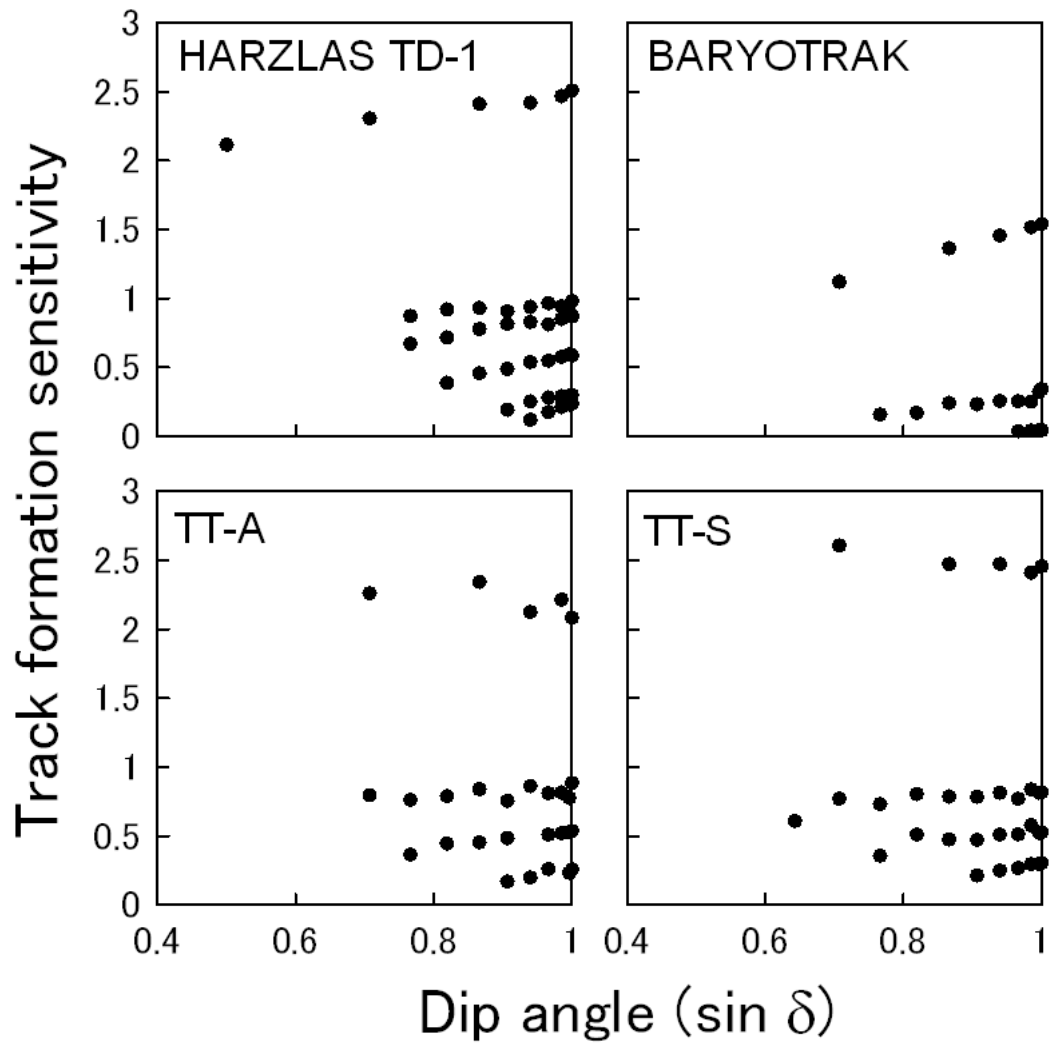 Track formation sensitivity
HARZLAS TD-1
BARYOTRAK
3
2.5
2
1.5
1
0.5
0
TT-A
TT-S
3
2.5
2
1.5
1
0.5
0
0.4 0.6 0.8 1 0.4 0.6 0.8 1
Dip angle (sin δ)